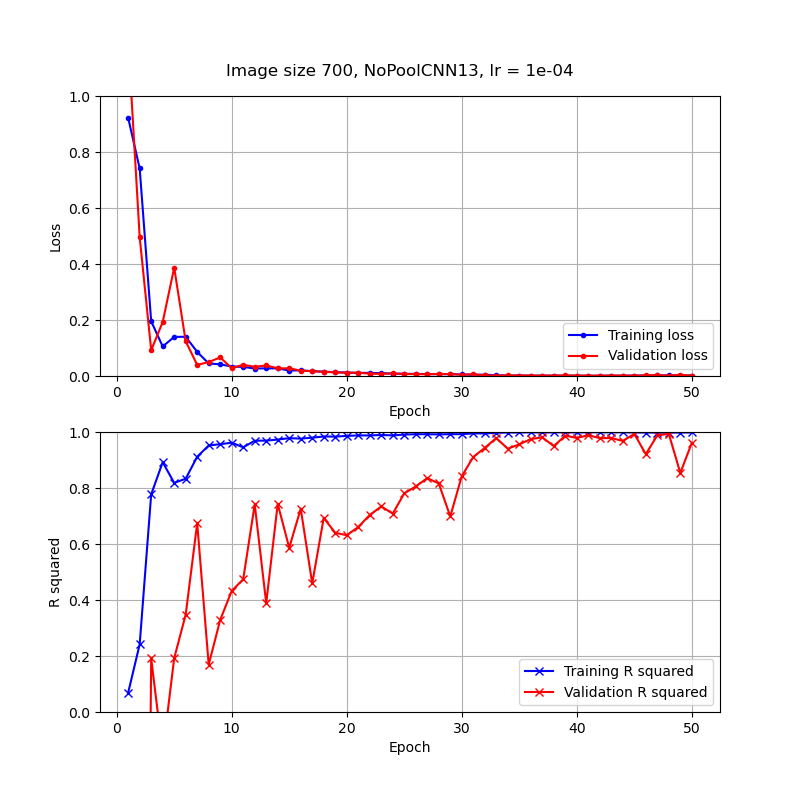 Image size 700, NoPoolCNN13, lr = 1e-04
1.0
0.8
0.6
0.4
0.2
0.0
Loss
Training loss
Validation loss
0 10 20 30 40 50
Epoch
1.0
0.8
0.6
0.4
0.2
0.0
R squared
Training R squared
Validation R squared
0 10 20 30 40 50
Epoch